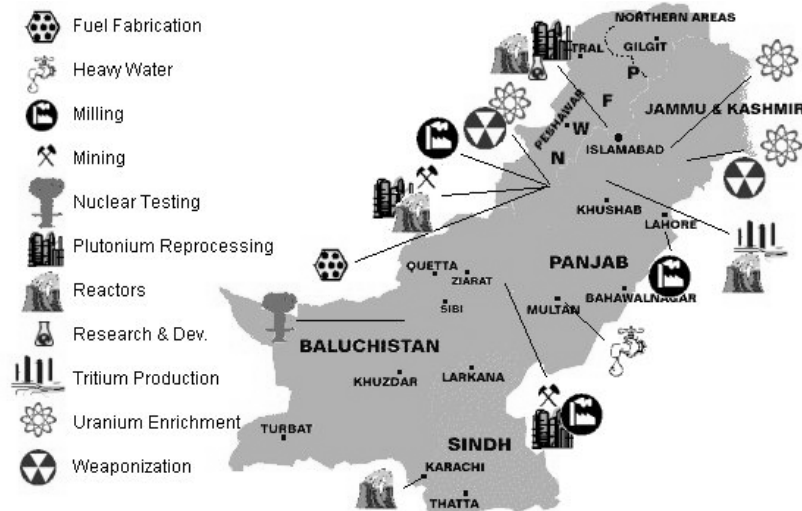 Fuel Fabrication
Heavy Water
Milling
Mining
Nuclear Testing
Plutonium Reprocessing
Reactors
Research & Dev.
Tritium Production
Uranium Enrichment
Weaponization
NORTHERN AREAS
TRAL
GILGIT
P
F
W
N
JAMMU & KASHMIR
PESHAWAR
ISLAMABAD
KHUSHAB
LAHORE
QUETTA
ZIARAT
PANJAB
SIBI
MULTAN
BAHAWALNAGAR
BALUCHISTAN
KHUZDAR
LARKANA
TURBAT
SINDH
KARACHI
THATTA